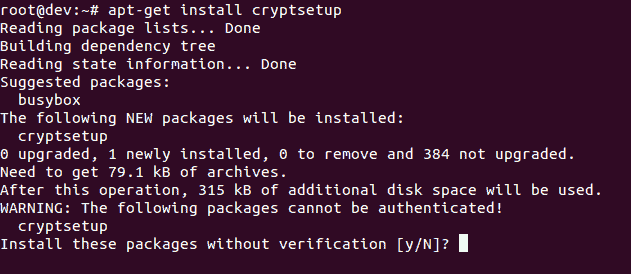 root@dev:~# apt-get install cryptsetup
Reading package lists... Done
Building dependency tree
Reading state information... Done
Suggested packages:
  busybox
The following NEW packages will be installed:
  cryptsetup
0 upgraded, 1 newly installed, 0 to remove and 384 not upgraded.
Need to get 79.1 kB of archives.
After this operation, 315 kB of additional disk space will be used.
WARNING: The following packages cannot be authenticated!
  cryptsetup
Install these packages without verification [y/N]?